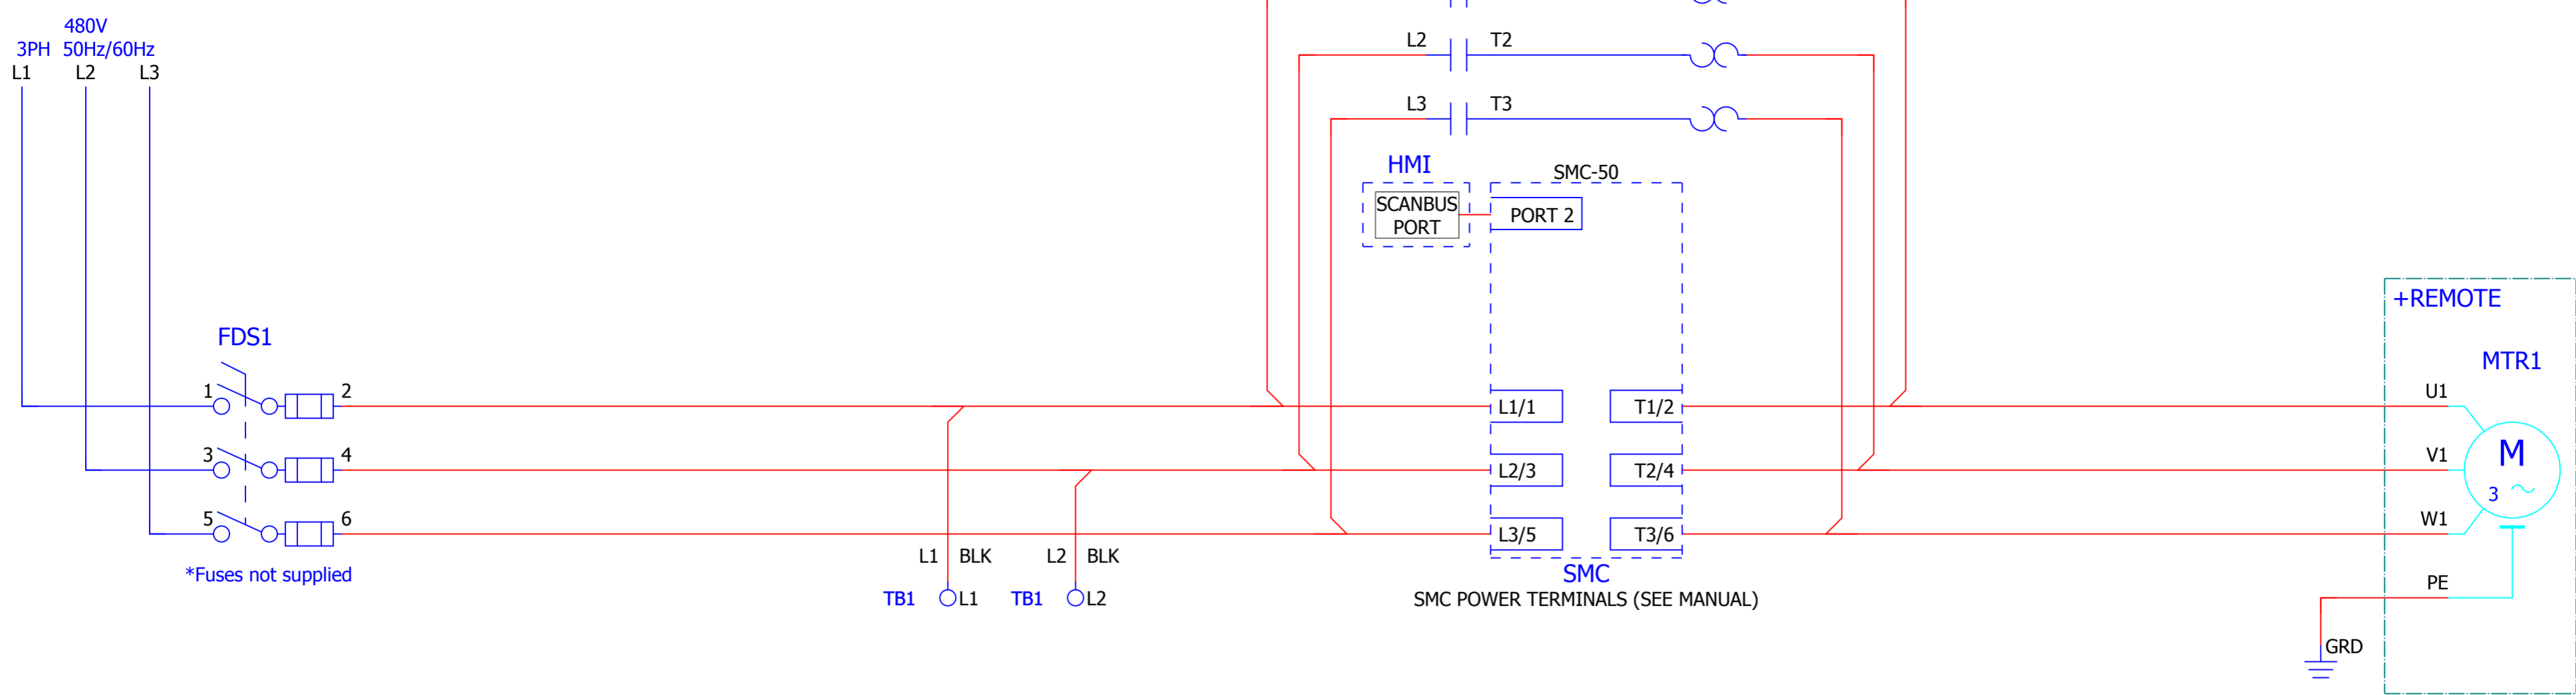 480V
3PH 50Hz/60Hz
L1 L2 L3
L2 T2
L3 T3
HMI
SMC-50
SCANBUS
PORT
PORT 2
+REMOTE
FDS1
MTR1
1 2
L1/1 T1/2
U1
3 4
L2/3 T2/4
V1
M
3
5 6
L3/5 T3/6
W1
L1 BLK
L2 BLK
*Fuses not supplied
SMC
PE
TB1 L1
TB1 L2
SMC POWER TERMINALS (SEE MANUAL)
GRD